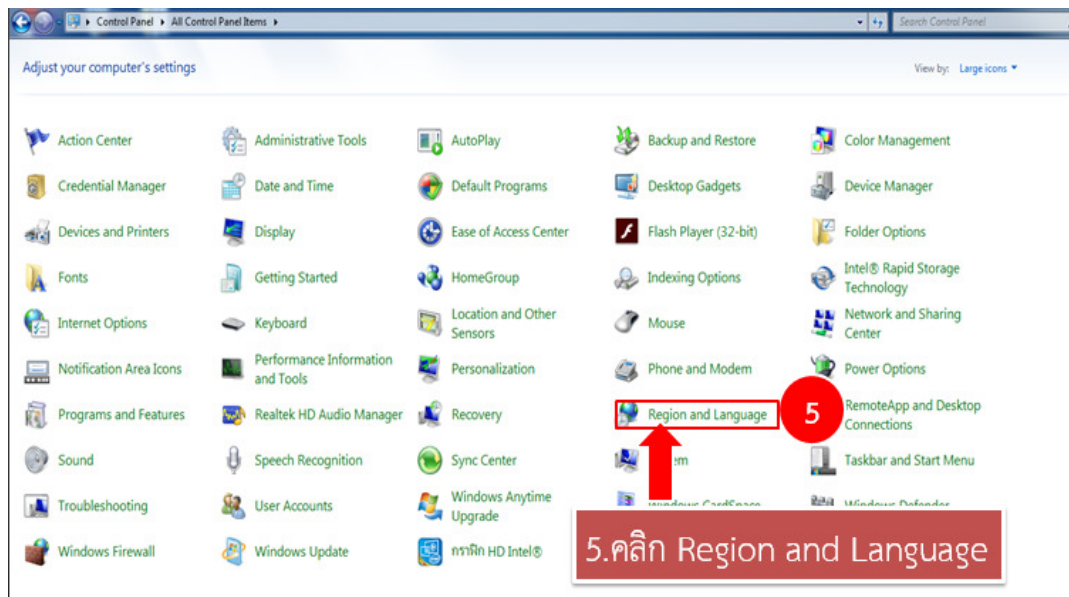 Control Panel ▸ All Control Panel Items ▸
Search Control Panel
Adjust your computer's settings
View by: Large icons
Action Center
Administrative Tools
AutoPlay
Backup and Restore
Color Management
Credential Manager
Date and Time
Default Programs
Desktop Gadgets
Device Manager
Devices and Printers
Display
Ease of Access Center
Flash Player (32-bit)
Folder Options
Fonts
Getting Started
HomeGroup
Indexing Options
Intel® Rapid Storage
Technology
Internet Options
Keyboard
Location and Other
Sensors
Mouse
Network and Sharing
Center
Notification Area Icons
Performance Information
and Tools
Personalization
Phone and Modem
Power Options
Programs and Features
Realtek HD Audio Manager
Recovery
Region and Language
5
RemoteApp and Desktop
Connections
Sound
Speech Recognition
Sync Center
Taskbar and Start Menu
Troubleshooting
User Accounts
Windows Anytime
Upgrade
Windows CardSpace
Windows Defender
Windows Firewall
Windows Update
กราฟิก HD Intel®
5.คลิก Region and Language